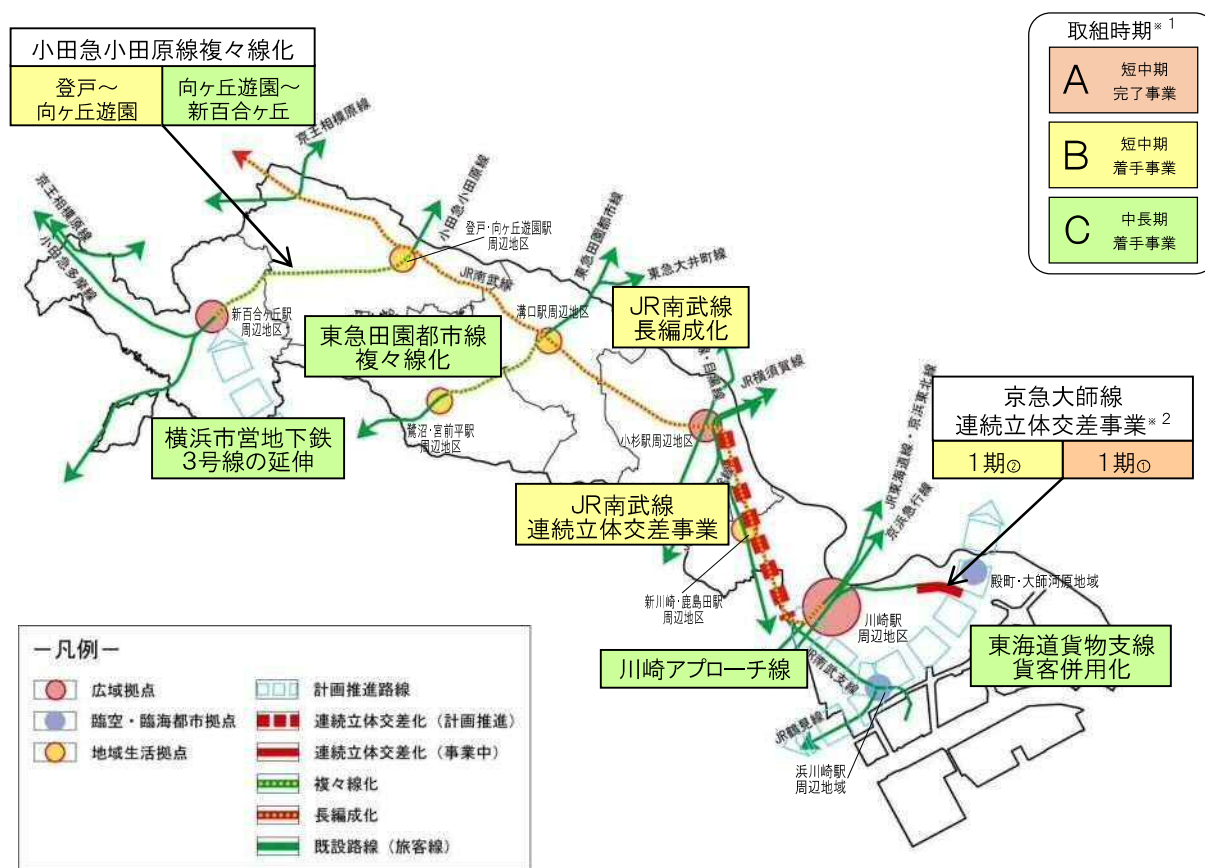 小田急小田原線複々線化
登戸～
向ヶ丘遊園
向ヶ丘遊園～
新百合ヶ丘
取組時期※1
A
短中期
完了事業
B
短中期
着手事業
C
中長期
着手事業
京王相模原線
京王相模原線
小田急多摩線
小田急小田原線
登戸・向ヶ丘遊園駅
周辺地区
東急田園都市線
東急大井町線
JR南武線
新百合ヶ丘駅
周辺地区
溝口駅周辺地区
JR南武線
長編成化
東急田園都市線
複々線化
線・目黒線
JR横須賀線
鷺沼・宮前平駅
周辺地区
小杉駅周辺地区
横浜市営地下鉄
3号線の延伸
京急大師線
連続立体交差事業※2
1期②
1期①
JR南武線
連続立体交差事業
JR東海道線・京浜東北線
京浜急行線
新川崎・鹿島田駅
周辺地区
殿町・大師河原地域
川崎駅
周辺地区
川崎アプローチ線
JR南武支線
東海道貨物支線
貨客併用化
JR鶴見線
浜川崎駅
周辺地域
－凡例－
広域拠点
臨空・臨海都市拠点
地域生活拠点
計画推進路線
連続立体交差化（計画推進）
連続立体交差化（事業中）
複々線化
長編成化
既設路線（旅客線）